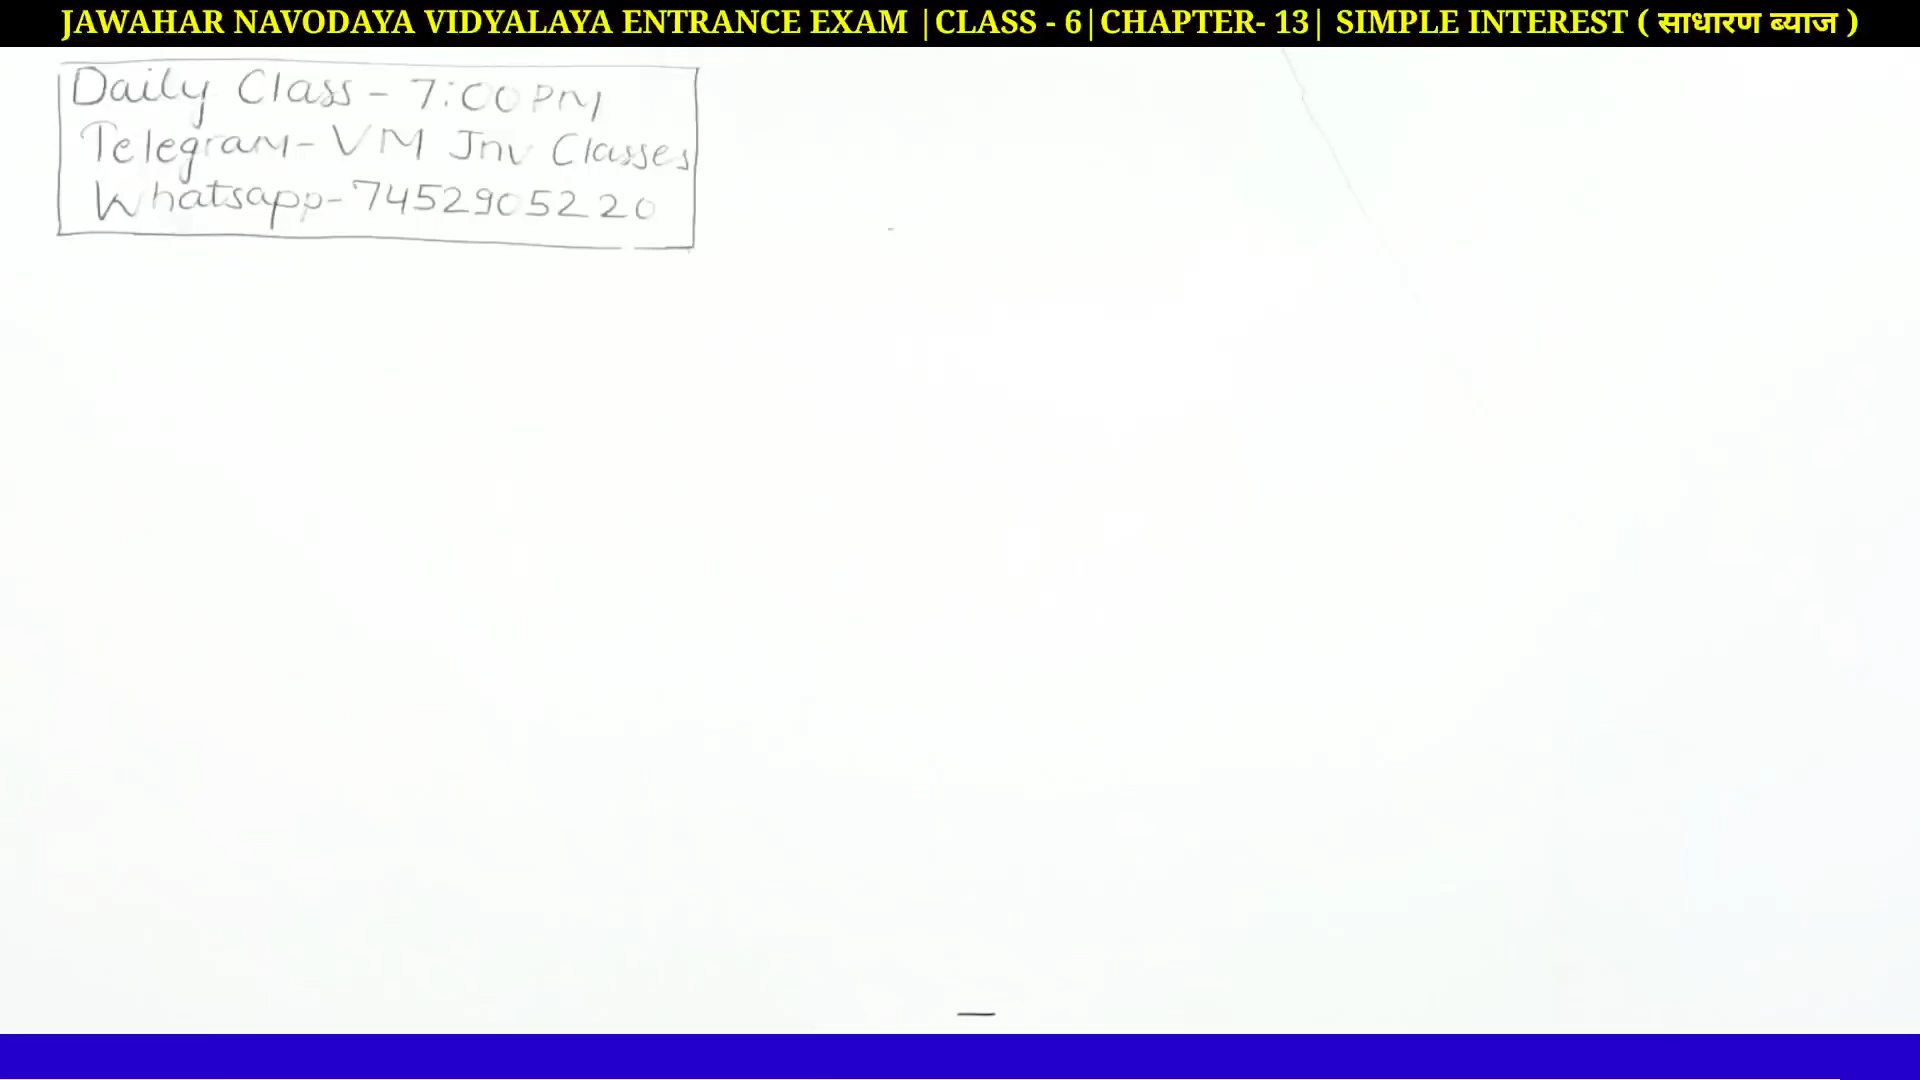 JAWAHAR NAVODAYA VIDYALAYA ENTRANCE EXAM |CLASS - 6|CHAPTER- 13| SIMPLE INTEREST ( साधारण ब्याज )
Daily Class - 7:00 PM
Telegram - VM Jnv Classes
Whatsapp - 7452905220